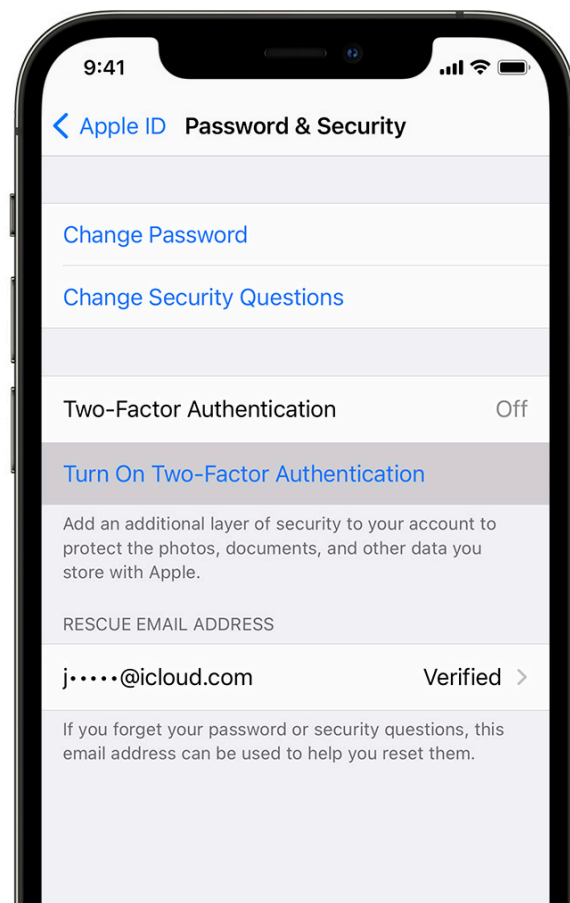 9:41
Apple ID Password & Security
Change Password
Change Security Questions
Two-Factor Authentication Off
Turn On Two-Factor Authentication
Add an additional layer of security to your account to
protect the photos, documents, and other data you
store with Apple.
RESCUE EMAIL ADDRESS
j•••••@icloud.com Verified
If you forget your password or security questions, this
email address can be used to help you reset them.